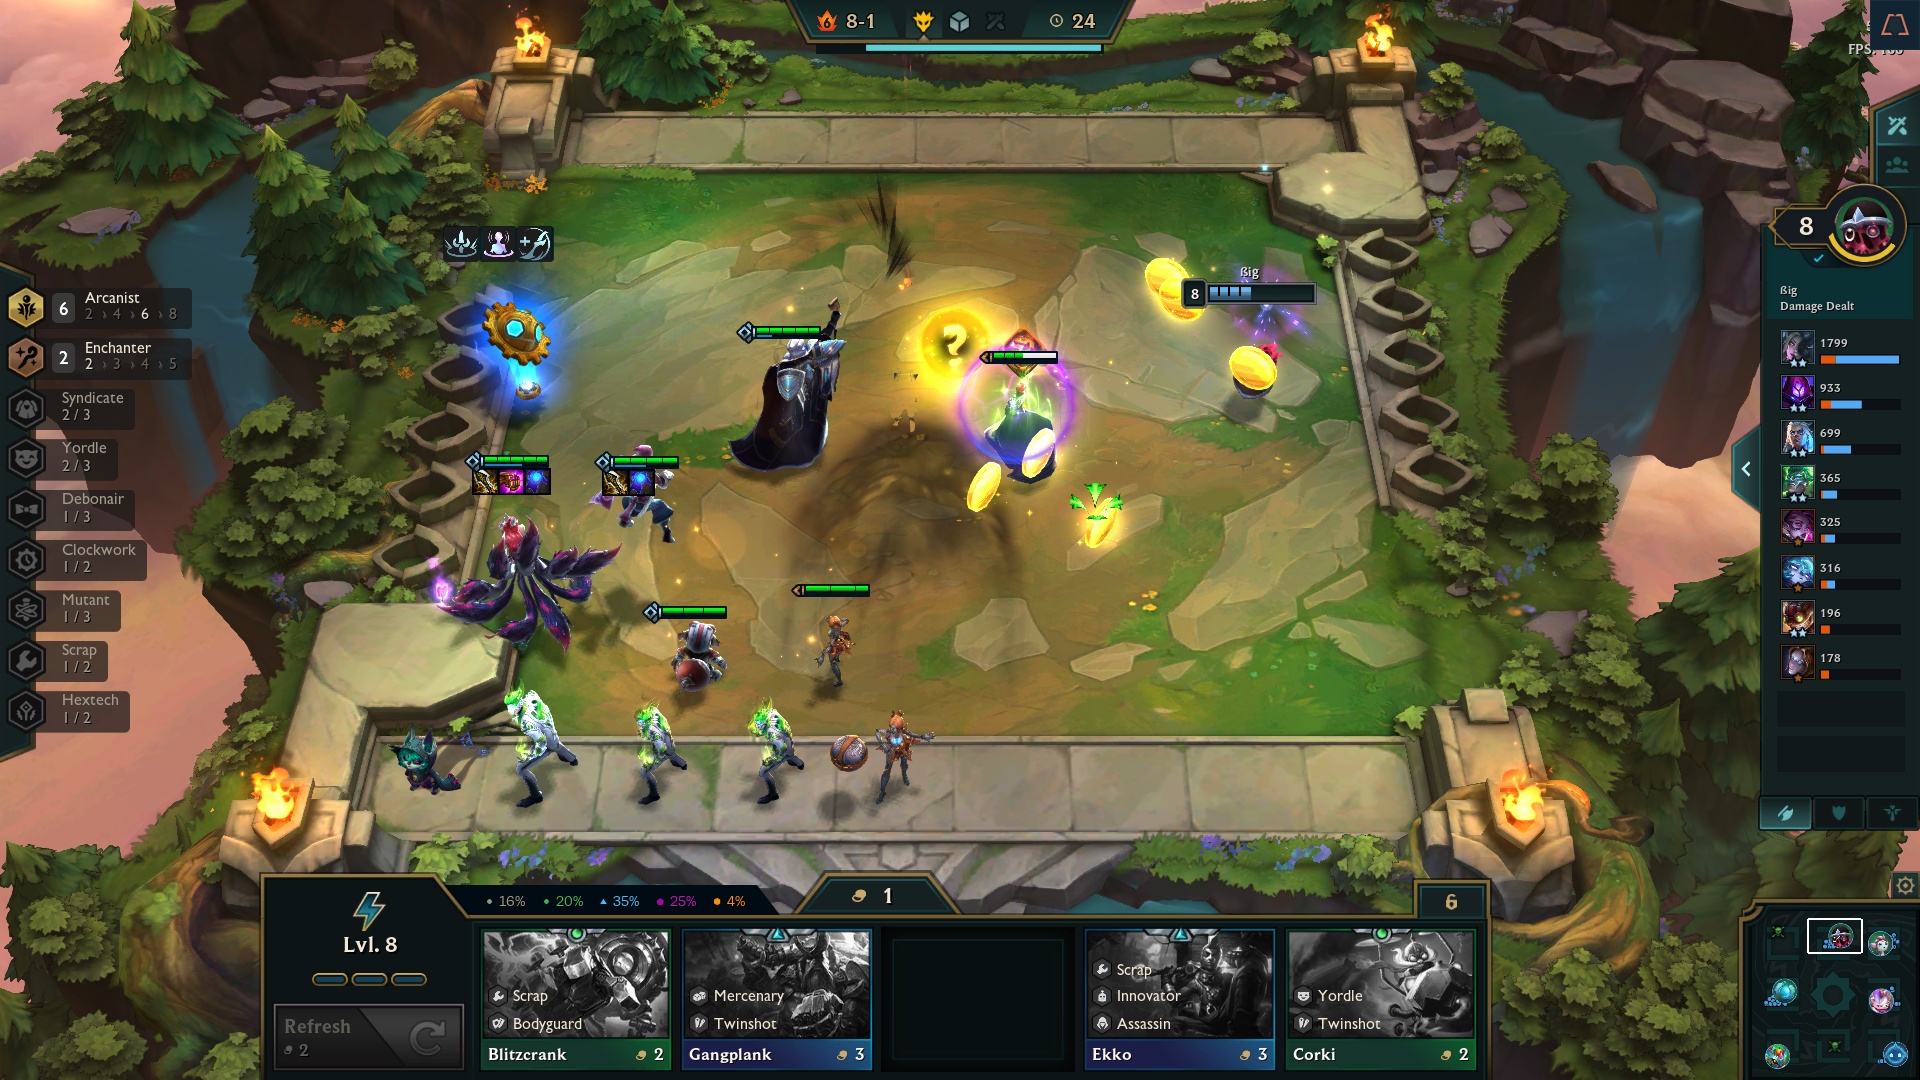 8-1
24
FPS:
Arcanist
6
2 › 4 › 6 › 8
Enchanter
2
2 › 3 › 4 › 5
Syndicate
2 / 3
Yordle
2 / 3
Debonair
1 / 3
Clockwork
1 / 2
Mutant
1 / 3
Scrap
1 / 2
Hextech
1 / 2
ßig
8
?
8
ßig
Damage Dealt
1799
933
699
365
325
316
196
178
16% 20% 35% 25% 4%
1
6
Lvl. 8
Refresh
2
Scrap
Bodyguard
Blitzcrank 2
Mercenary
Twinshot
Gangplank 3
Scrap
Innovator
Assassin
Ekko 3
Yordle
Twinshot
Corki 2